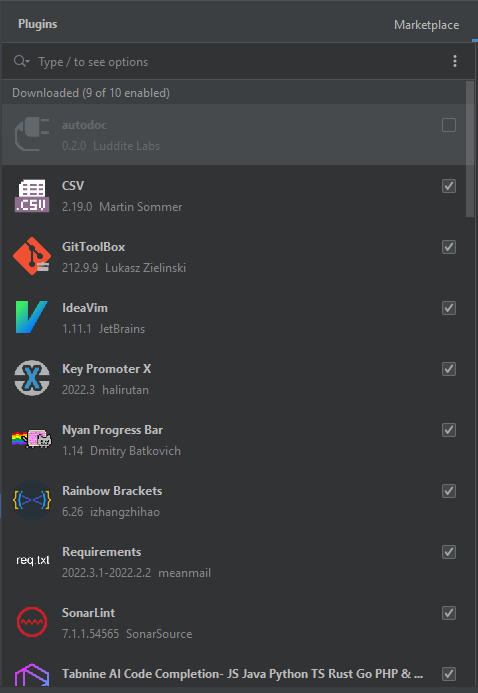 Plugins
Marketplace
Type / to see options
Downloaded (9 of 10 enabled)
autodoc
0.2.0 Luddite Labs
.CSV
CSV
2.19.0 Martin Sommer
GitToolBox
212.9.9 Lukasz Zielinski
IdeaVim
1.11.1 JetBrains
Key Promoter X
2022.3 halirutan
Nyan Progress Bar
1.14 Dmitry Batkovich
Rainbow Brackets
6.26 izhangzhihao
req.txt
Requirements
2022.3.1-2022.2.2 meanmail
SonarLint
7.1.1.54565 SonarSource
Tabnine AI Code Completion- JS Java Python TS Rust Go PHP & ...